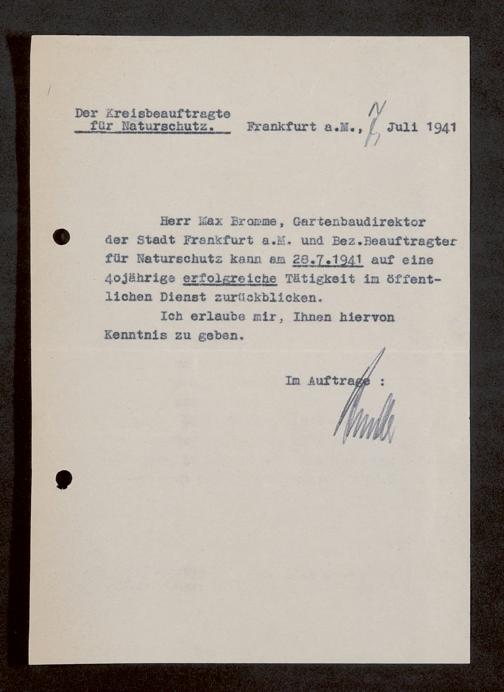 Der Kreisbeauftragte
für Naturschutz. Frankfurt a.M., 7. Juli 1941
Herr Max Bromme, Gartenbaudirektor
der Stadt Frankfurt a.M. und Bez.Beauftragter
für Naturschutz kann am 28.7.1941 auf eine
40jährige erfolgreiche Tätigkeit im öffent-
lichen Dienst zurückblicken.
Ich erlaube mir, Ihnen hiervon
Kenntnis zu geben.
Im Auftrage :